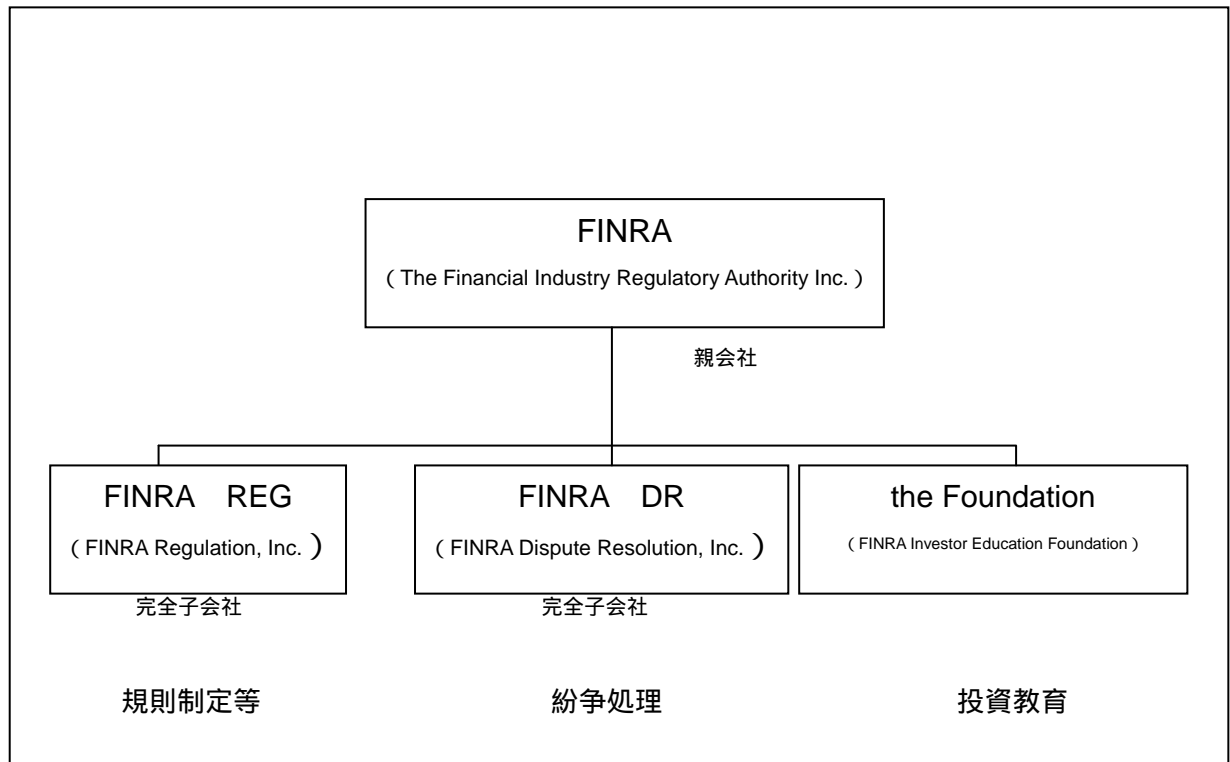 FINRA
（The Financial Industry Regulatory Authority Inc.）
親会社
FINRA　REG
（FINRA Regulation, Inc.）
完全子会社
FINRA　DR
（FINRA Dispute Resolution, Inc.）
完全子会社
the Foundation
（FINRA Investor Education Foundation）
規則制定等
紛争処理
投資教育